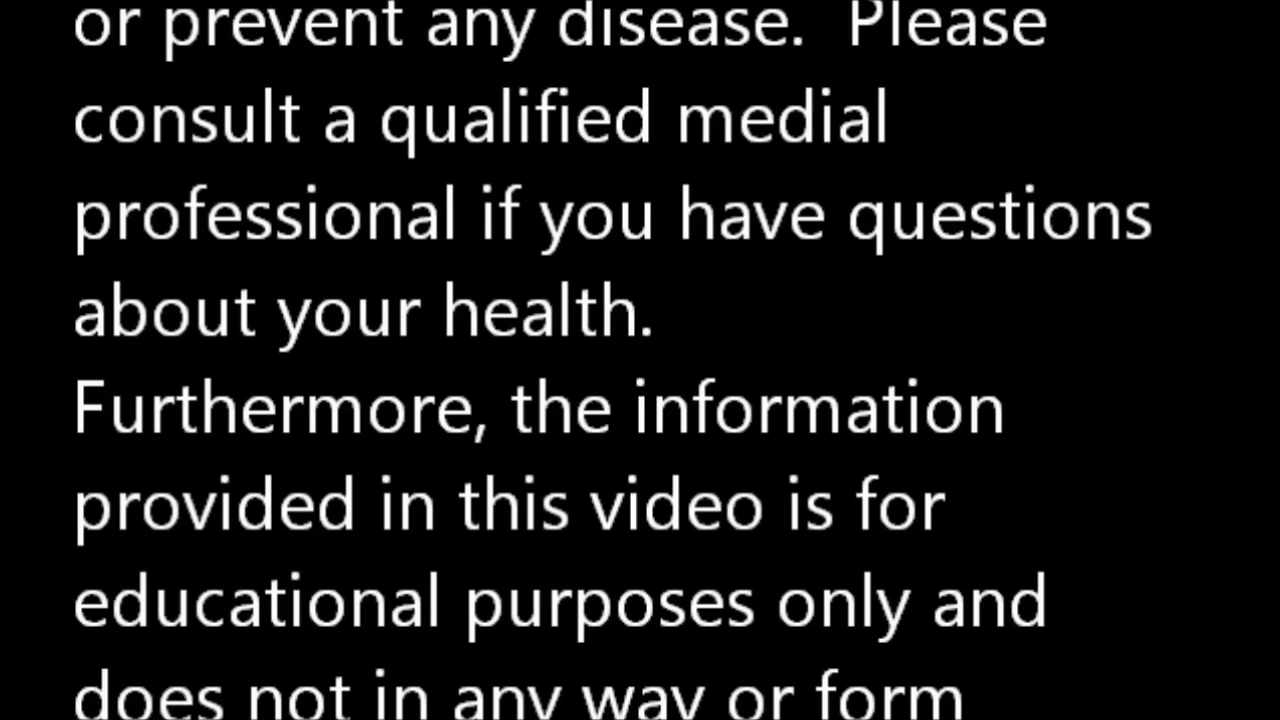 or prevent any disease.  Please
consult a qualified medial
professional if you have questions
about your health.
Furthermore, the information
provided in this video is for
educational purposes only and
does not in any way or form